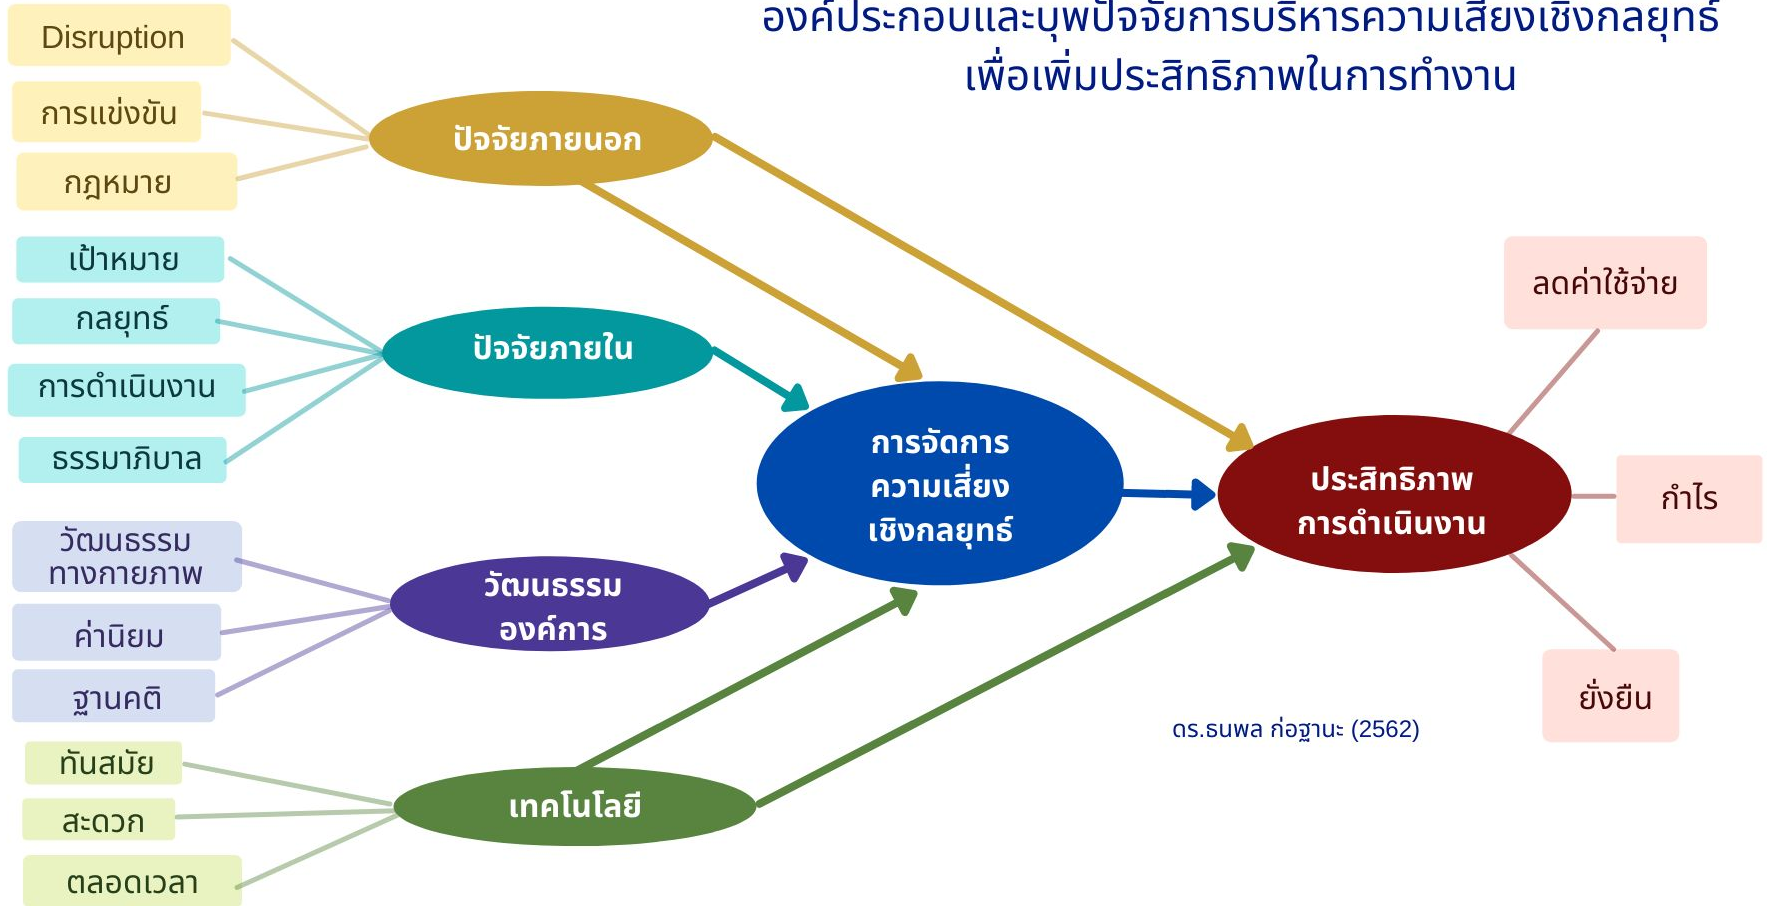 องค์ประกอบและบุพปัจจัยการบริหารความเสี่ยงเชิงกลยุทธ์
เพื่อเพิ่มประสิทธิภาพในการทำงาน
Disruption
การแข่งขัน
กฎหมาย
ปัจจัยภายนอก
เป้าหมาย
กลยุทธ์
การดำเนินงาน
ธรรมาภิบาล
ปัจจัยภายใน
วัฒนธรรม
ทางกายภาพ
ค่านิยม
ฐานคติ
วัฒนธรรม
องค์การ
ทันสมัย
สะดวก
ตลอดเวลา
เทคโนโลยี
การจัดการ
ความเสี่ยง
เชิงกลยุทธ์
ประสิทธิภาพ
การดำเนินงาน
ลดค่าใช้จ่าย
กำไร
ยั่งยืน
ดร.ธนพล ก่อฐานะ (2562)